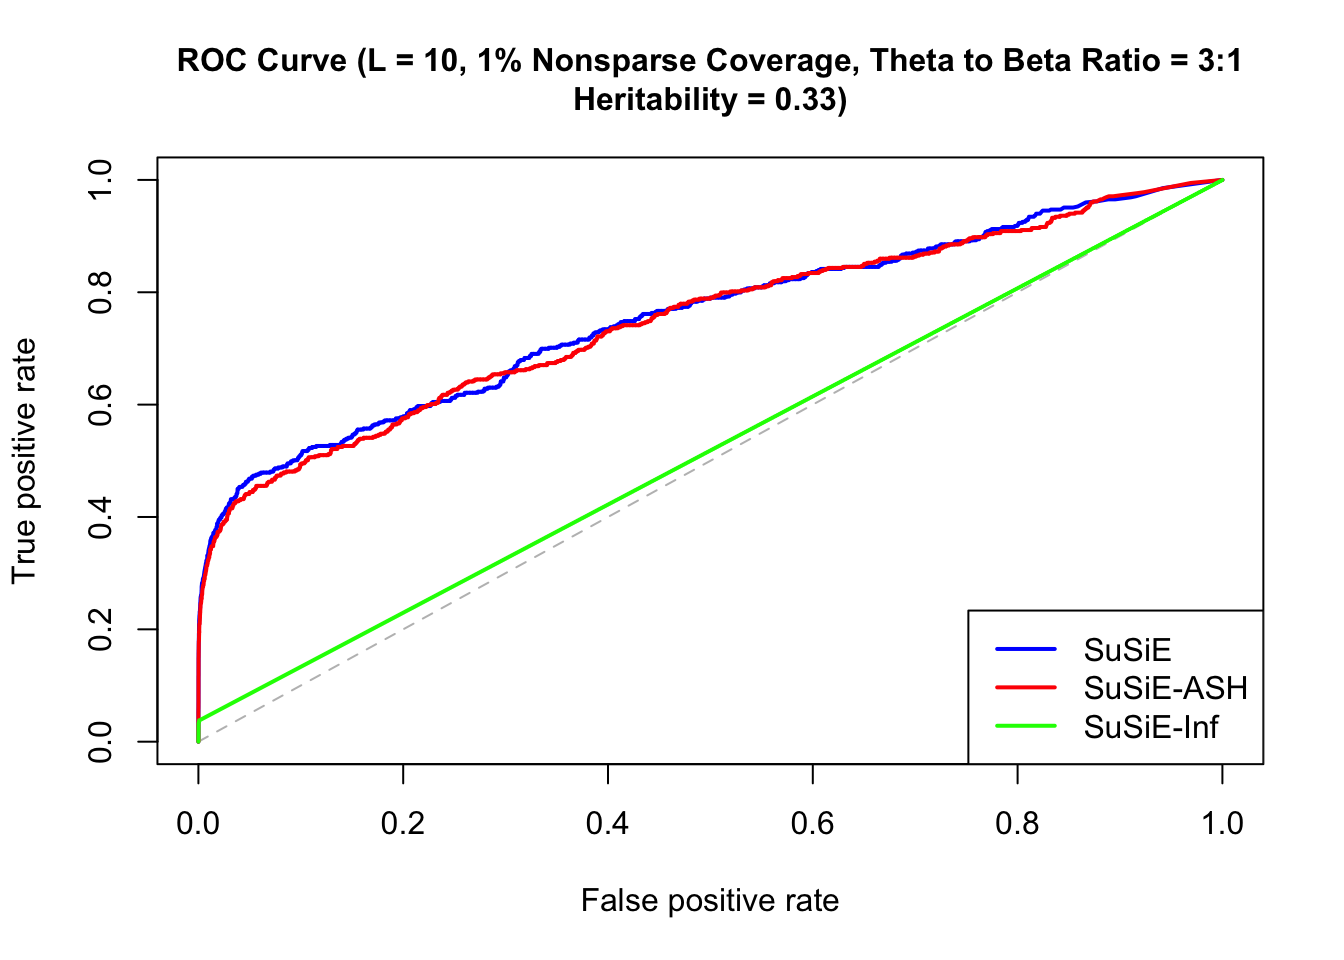 ROC Curve (L = 10, 1% Nonsparse Coverage, Theta to Beta Ratio = 3:1
Heritability = 0.33)
True positive rate
1.0
0.8
0.6
0.4
0.2
0.0
SuSiE
SuSiE-ASH
SuSiE-Inf
0.0 0.2 0.4 0.6 0.8 1.0
False positive rate